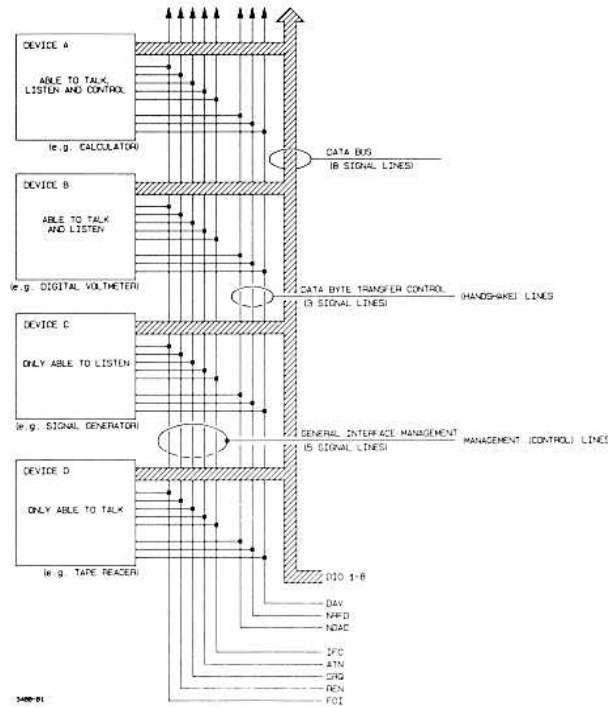 DEVICE A
ABLE TO TALK,
LISTEN AND CONTROL
(e.g. CALCULATOR)
DATA BUS
(8 SIGNAL LINES)
DEVICE B
ABLE TO TALK
AND LISTEN
(e.g. DIGITAL VOLTMETER)
DATA BYTE TRANSFER CONTROL
(3 SIGNAL LINES)
(HANDSHAKE) LINES
DEVICE C
ONLY ABLE TO LISTEN
(e.g. SIGNAL GENERATOR)
GENERAL INTERFACE-MANAGEMENT
(5 SIGNAL LINES)
MANAGEMENT (CONTROL) LINES
DEVICE D
ONLY ABLE TO TALK
(e.g. TAPE READER)
DIO 1-8
DAV
NRFD
NDAC
IFC
ATN
SRQ
REN